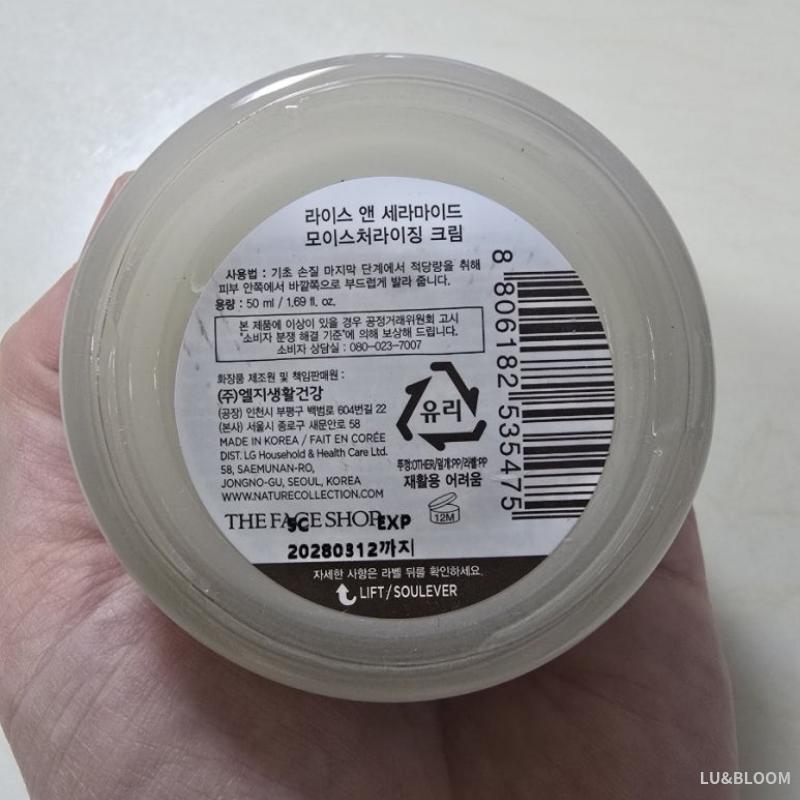 라이스 앤 세라마이드
모이스처라이징 크림
사용법 : 기초 손질 마지막 단계에서 적당량을 취해
피부 안쪽에서 바깥쪽으로 부드럽게 발라 줍니다.
용량 : 50 ml / 1.69 fl. oz.
본 제품에 이상이 있을 경우 공정거래위원회 고시
"소비자 분쟁 해결 기준"에 의해 보상해 드립니다.
소비자 상담실 : 080-023-7007
화장품 제조원 및 책임판매원 :
(주)엘지생활건강
(공장) 인천시 부평구 백범로 604번길 22
(본사) 서울시 종로구 새문안로 58
MADE IN KOREA / FAIT EN CORÉE
DIST. LG Household & Health Care Ltd.
58, SAEMUNAN-RO,
JONGNO-GU, SEOUL, KOREA
WWW.NATURECOLLECTION.COM
유리
뚜껑:OTHER/밀개:PP/라벨:PP
재활용 어려움
12M
8 806182 535475
THE FACE SHOP
SC EXP
20280312까지
자세한 사항은 라벨 뒤를 확인하세요.
LIFT / SOULEVER
LU&BLOOM